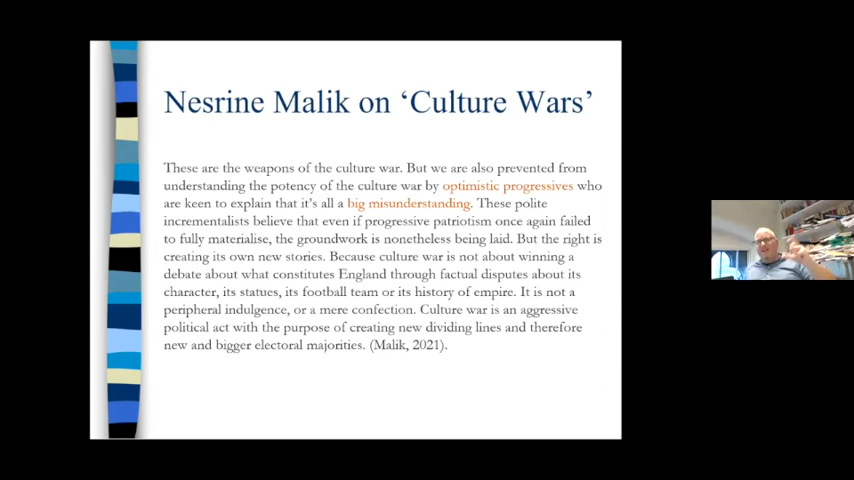 Nesrine Malik on ‘Culture Wars’
These are the weapons of the culture war. But we are also prevented from
understanding the potency of the culture war by optimistic progressives who
are keen to explain that it’s all a big misunderstanding. These polite
incrementalists believe that even if progressive patriotism once again failed
to fully materialise, the groundwork is nonetheless being laid. But the right is
creating its own new stories. Because culture war is not about winning a
debate about what constitutes England through factual disputes about its
character, its statues, its football team or its history of empire. It is not a
peripheral indulgence, or a mere confection. Culture war is an aggressive
political act with the purpose of creating new dividing lines and therefore
new and bigger electoral majorities. (Malik, 2021).